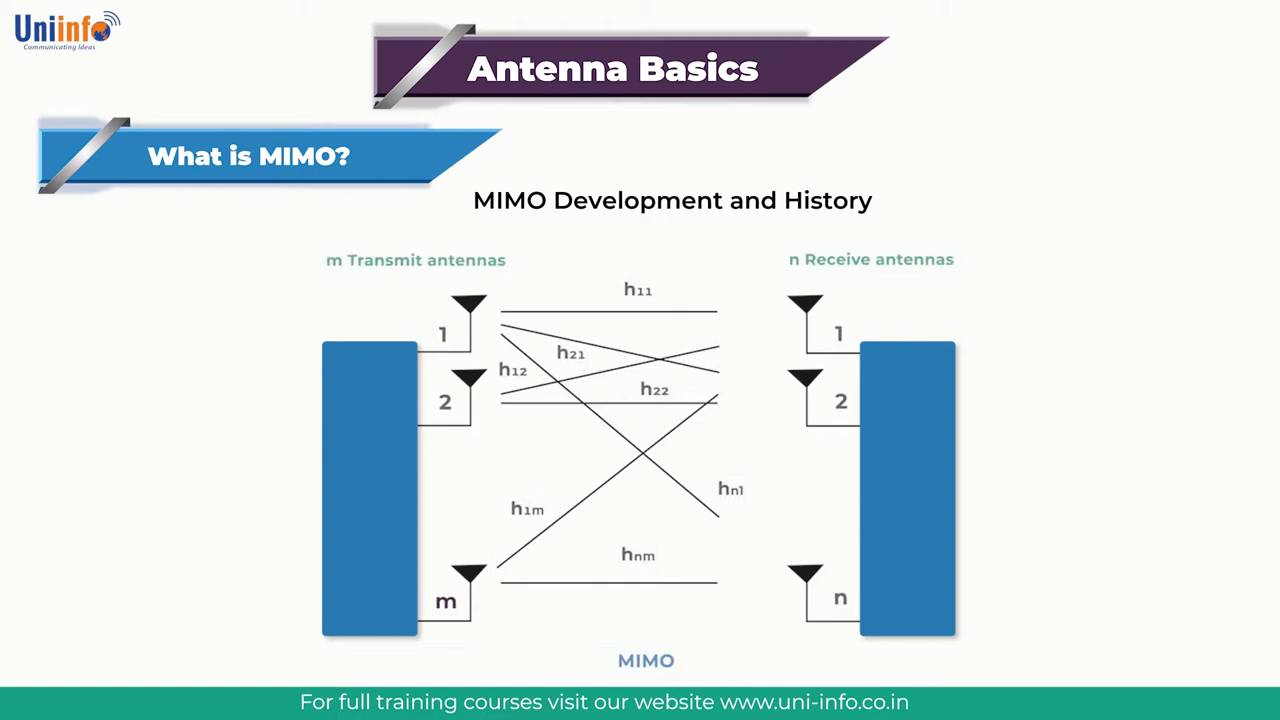 Uniinfo
Communicating Ideas
Antenna Basics
What is MIMO?
MIMO Development and History
m Transmit antennas
n Receive antennas
h₁₁
1
1
h₂₁
h₁₂
h₂₂
2
2
hₙ₁
h₁ₘ
hₙₘ
m
n
MIMO
For full training courses visit our website www.uni-info.co.in